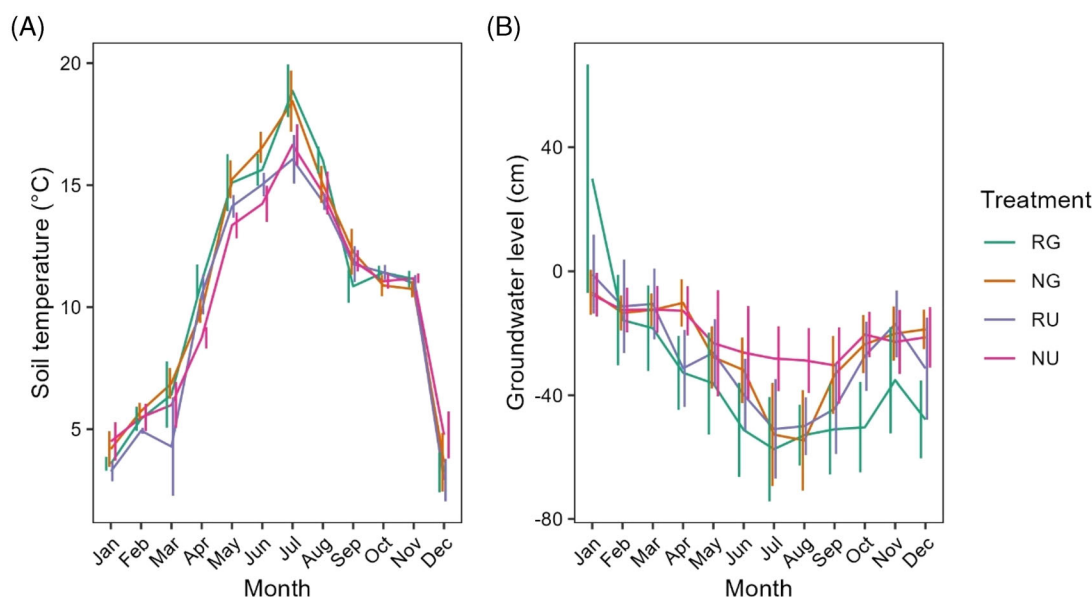 (A)
Soil temperature (°C)
20
15
10
5
Jan
Feb
Mar
Apr
May
Jun
Jul
Aug
Sep
Oct
Nov
Dec
Month
(B)
Groundwater level (cm)
40
0
-40
-80
Jan
Feb
Mar
Apr
May
Jun
Jul
Aug
Sep
Oct
Nov
Dec
Month
Treatment
RG
NG
RU
NU